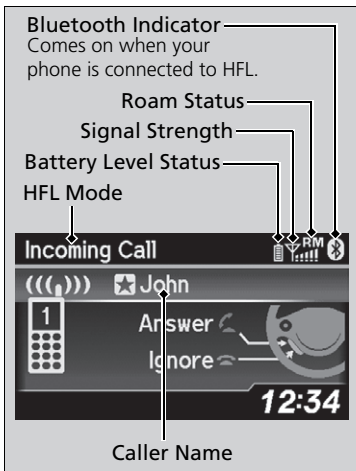 Bluetooth Indicator
Comes on when your
phone is connected to HFL.
Roam Status
Signal Strength
Battery Level Status
HFL Mode
Incoming Call RM
John
1
Answer
Ignore
12:34
Caller Name